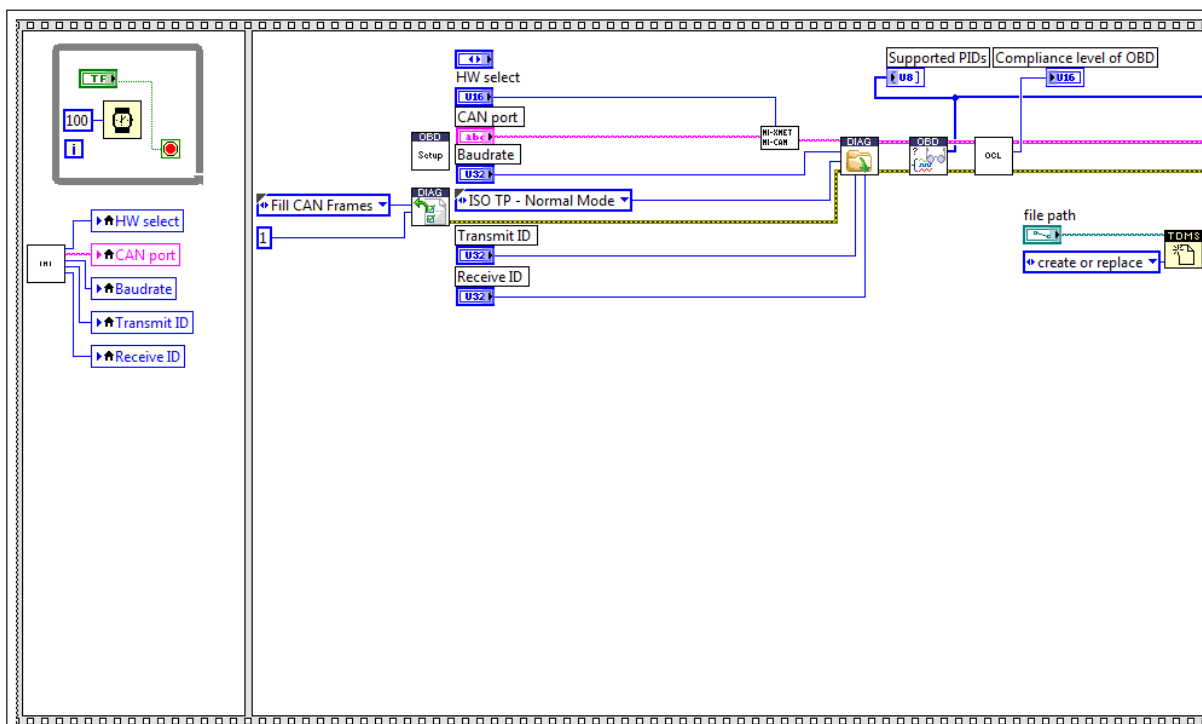 TF
100
i
INI
HW select
CAN port
Baudrate
Transmit ID
Receive ID
HW select
U16
CAN port
abc
Baudrate
U32
OBD
Setup
Fill CAN Frames
1
DIAG
ISO TP - Normal Mode
Transmit ID
U32
Receive ID
U32
NI-XNET
NI-CAN
DIAG
OBD
?
OCL
Supported PIDs
U8
Compliance level of OBD
U16
file path
create or replace
TDMS